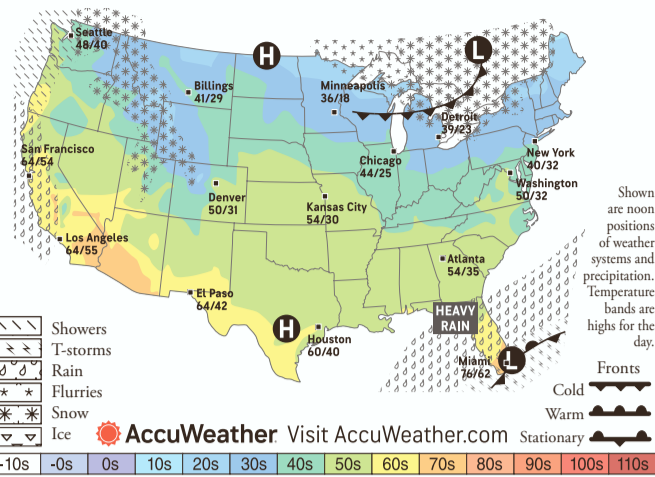 Seattle
48/40
H
L
Billings
41/29
Minneapolis
36/18
Detroit
39/23
San Francisco
64/54
Chicago
44/25
New York
40/32
Washington
50/32
Denver
50/31
Kansas City
54/30
Los Angeles
64/55
Atlanta
54/35
El Paso
64/42
HEAVY
RAIN
H
Houston
60/40
Miami
76/62
L
Shown
are noon
positions
of weather
systems and
precipitation.
Temperature
bands are
highs for the
day.
Showers
T-storms
Rain
Flurries
Snow
Ice
Fronts
Cold
Warm
Stationary
AccuWeather Visit AccuWeather.com
-10s -0s 0s 10s 20s 30s 40s 50s 60s 70s 80s 90s 100s 110s